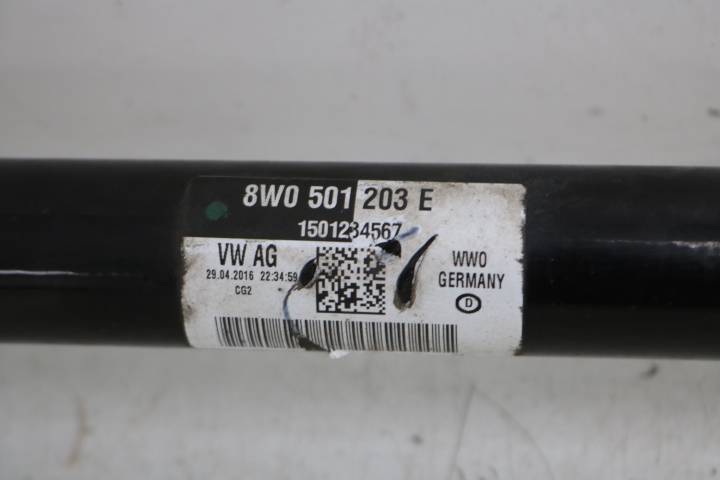 8W0 501 203 E
1501234567
VW AG
29.04.2016 22:34:59
CG2
WWO
GERMANY
D